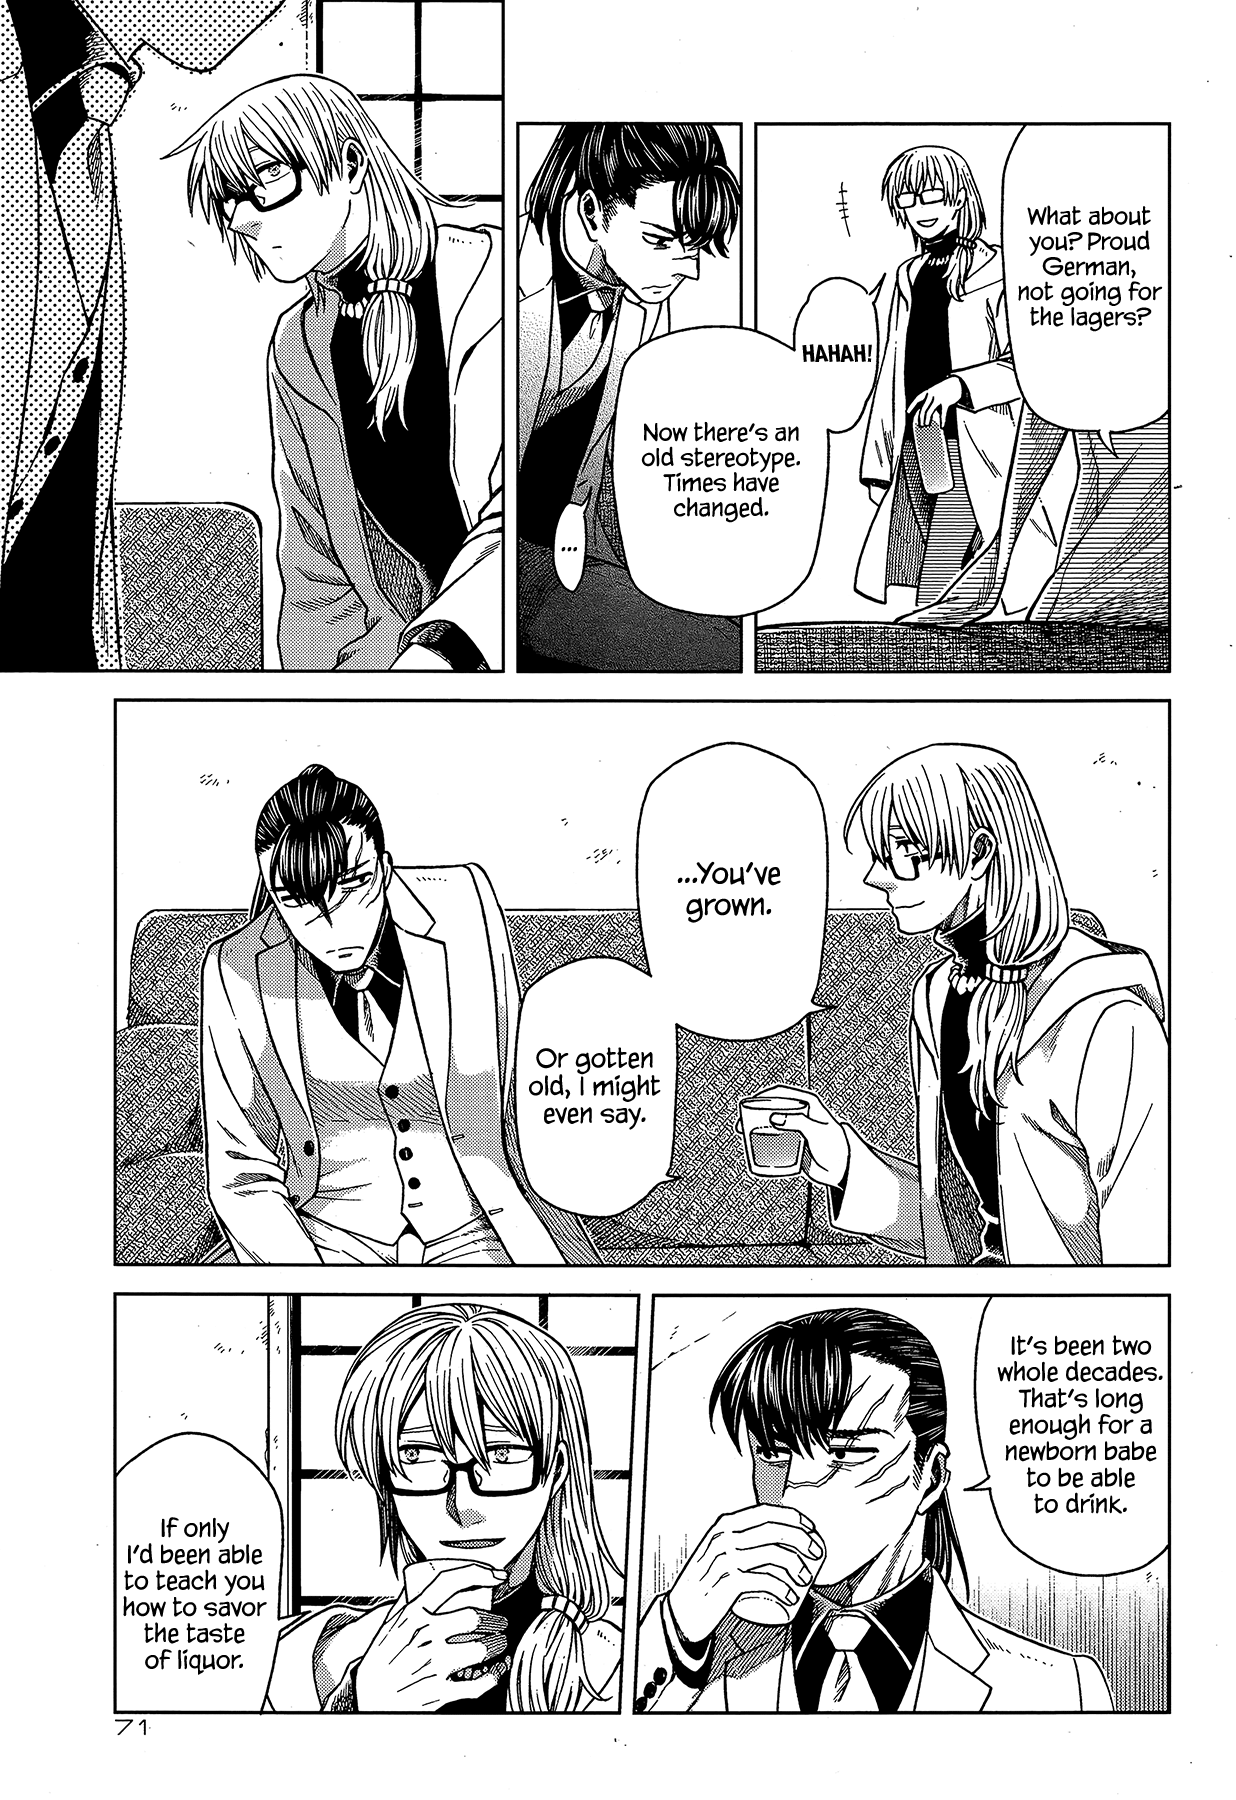 What about
you? Proud
German,
not going for
the lagers?
HAHAH!
Now there's an
old stereotype.
Times have
changed.
...
...You've
grown.
Or gotten
old, I might
even say.
It's been two
whole decades.
That's long
enough for a
newborn babe
to be able
to drink.
If only
I'd been able
to teach you
how to savor
the taste
of liquor.
71